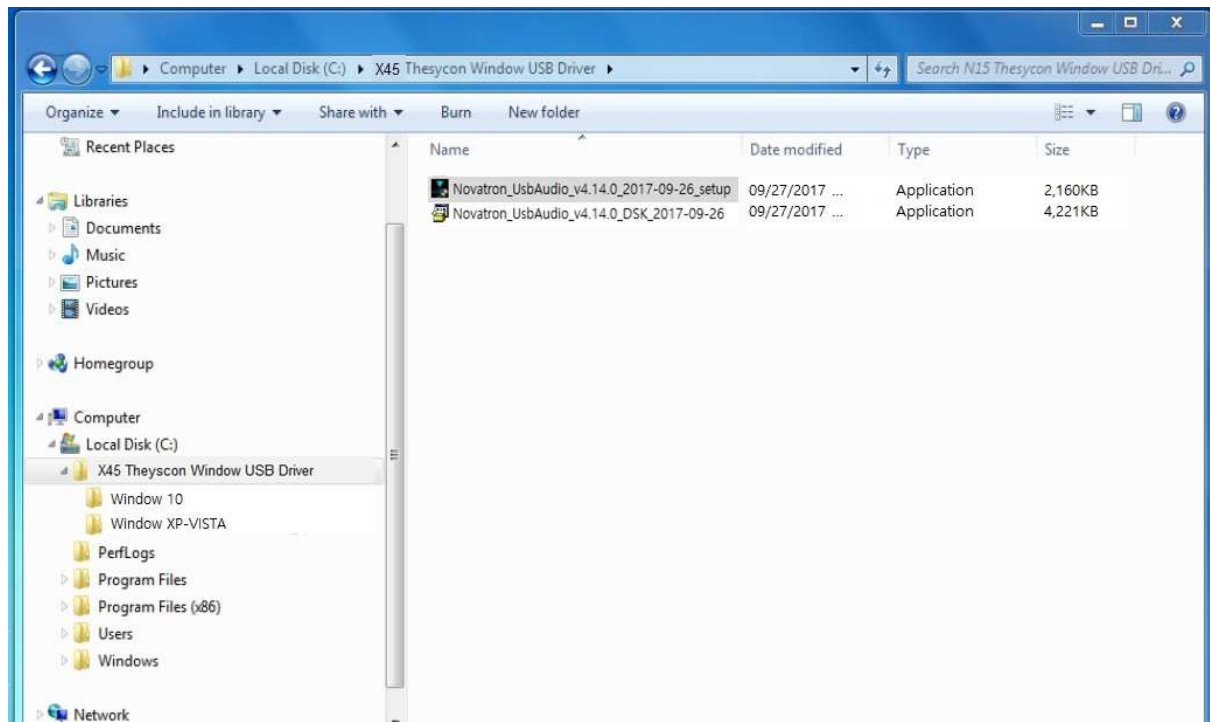 Computer ▸ Local Disk (C:) ▸ X45 Thesycon Window USB Driver ▸
Search N15 Thesycon Window USB Dri...
Organize Include in library Share with Burn New folder
Recent Places
Libraries
Documents
Music
Pictures
Videos
Homegroup
Computer
Local Disk (C:)
X45 Theyscon Window USB Driver
Window 10
Window XP-VISTA
PerfLogs
Program Files
Program Files (x86)
Users
Windows
Network
Name Date modified Type Size
Novatron_UsbAudio_v4.14.0_2017-09-26_setup 09/27/2017 ... Application 2,160KB
Novatron_UsbAudio_v4.14.0_DSK_2017-09-26 09/27/2017 ... Application 4,221KB